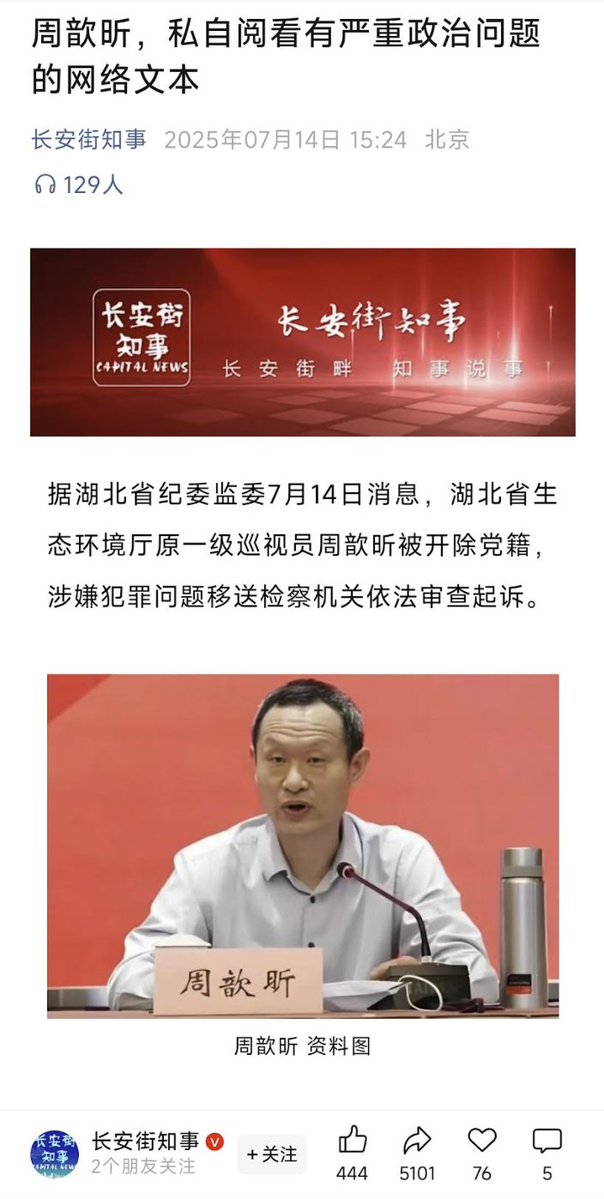 周歆昕，私自阅看有严重政治问题
的网络文本
长安街知事 2025年07月14日 15:24 北京
129人
长安街
知事
CAPITAL NEWS
长安街知事
长安街畔 知事说事
据湖北省纪委监委7月14日消息，湖北省生
态环境厅原一级巡视员周歆昕被开除党籍，
涉嫌犯罪问题移送检察机关依法审查起诉。
周歆昕
周歆昕 资料图
长安街
知事
CAPITAL NEWS
长安街知事
2个朋友关注
+关注
444
5101
76
5